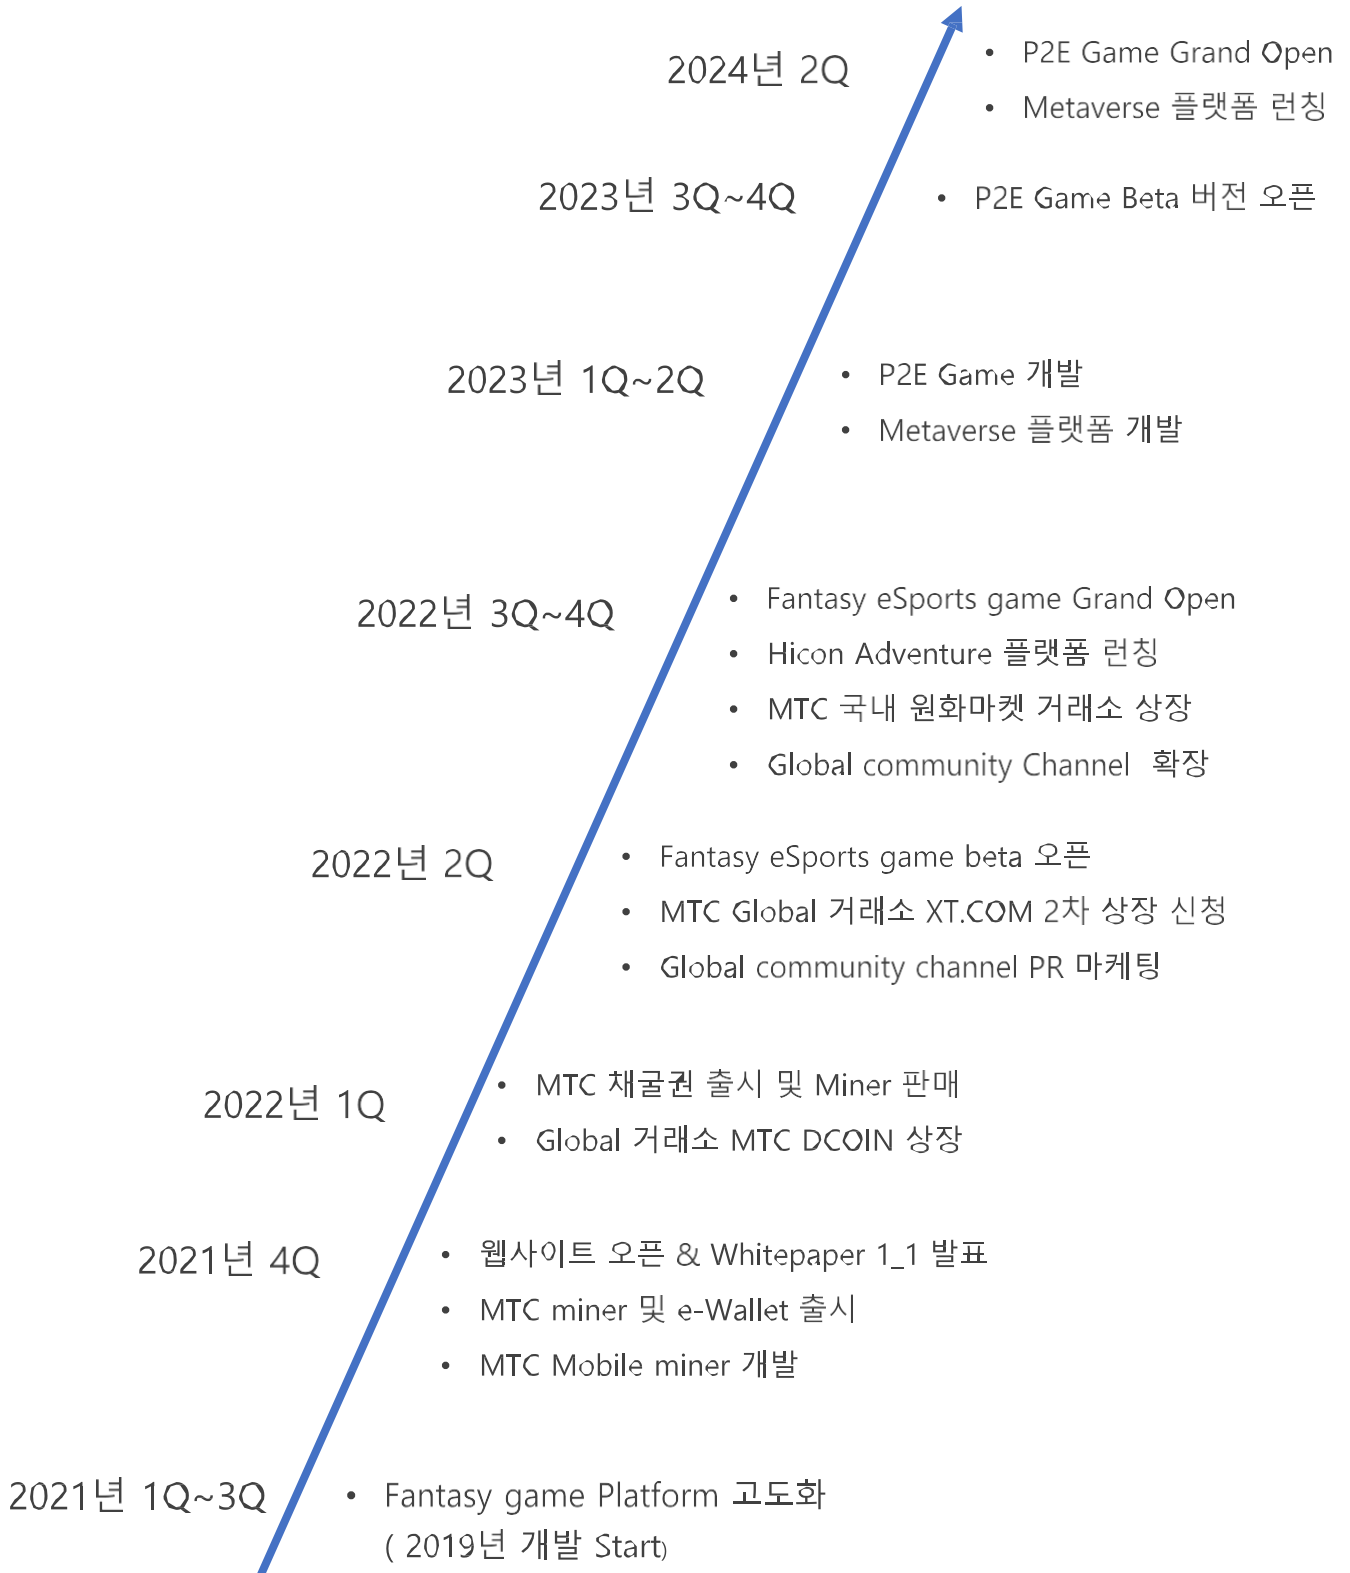 2024년 2Q
• P2E Game Grand Open
• Metaverse 플랫폼 런칭
2023년 3Q~4Q
• P2E Game Beta 버전 오픈
2023년 1Q~2Q
• P2E Game 개발
• Metaverse 플랫폼 개발
2022년 3Q~4Q
• Fantasy eSports game Grand Open
• Hicon Adventure 플랫폼 런칭
• MTC 국내 원화마켓 거래소 상장
• Global community Channel 확장
2022년 2Q
• Fantasy eSports game beta 오픈
• MTC Global 거래소 XT.COM 2차 상장 신청
• Global community channel PR 마케팅
2022년 1Q
• MTC 채굴권 출시 및 Miner 판매
• Global 거래소 MTC DCOIN 상장
2021년 4Q
• 웹사이트 오픈 & Whitepaper 1_1 발표
• MTC miner 및 e-Wallet 출시
• MTC Mobile miner 개발
2021년 1Q~3Q
• Fantasy game Platform 고도화
( 2019년 개발 Start)